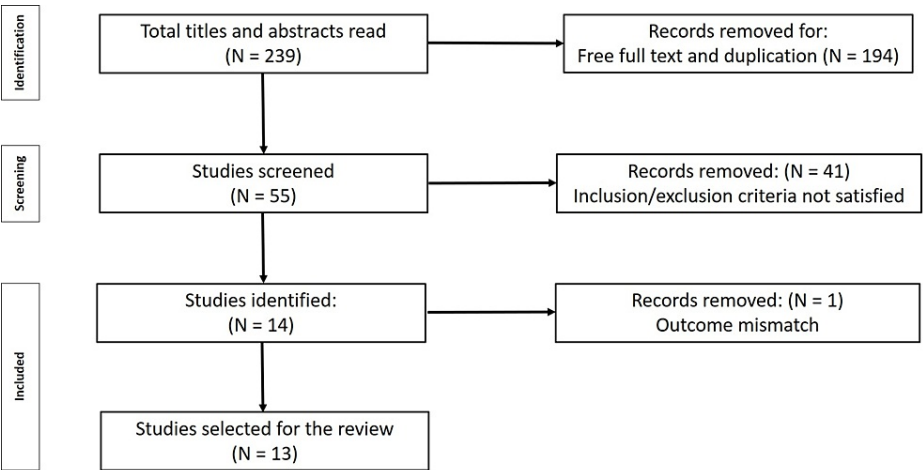 Identification
Total titles and abstracts read
(N = 239)
Records removed for:
Free full text and duplication (N = 194)
Screening
Studies screened
(N = 55)
Records removed: (N = 41)
Inclusion/exclusion criteria not satisfied
Included
Studies identified:
(N = 14)
Records removed: (N = 1)
Outcome mismatch
Studies selected for the review
(N = 13)